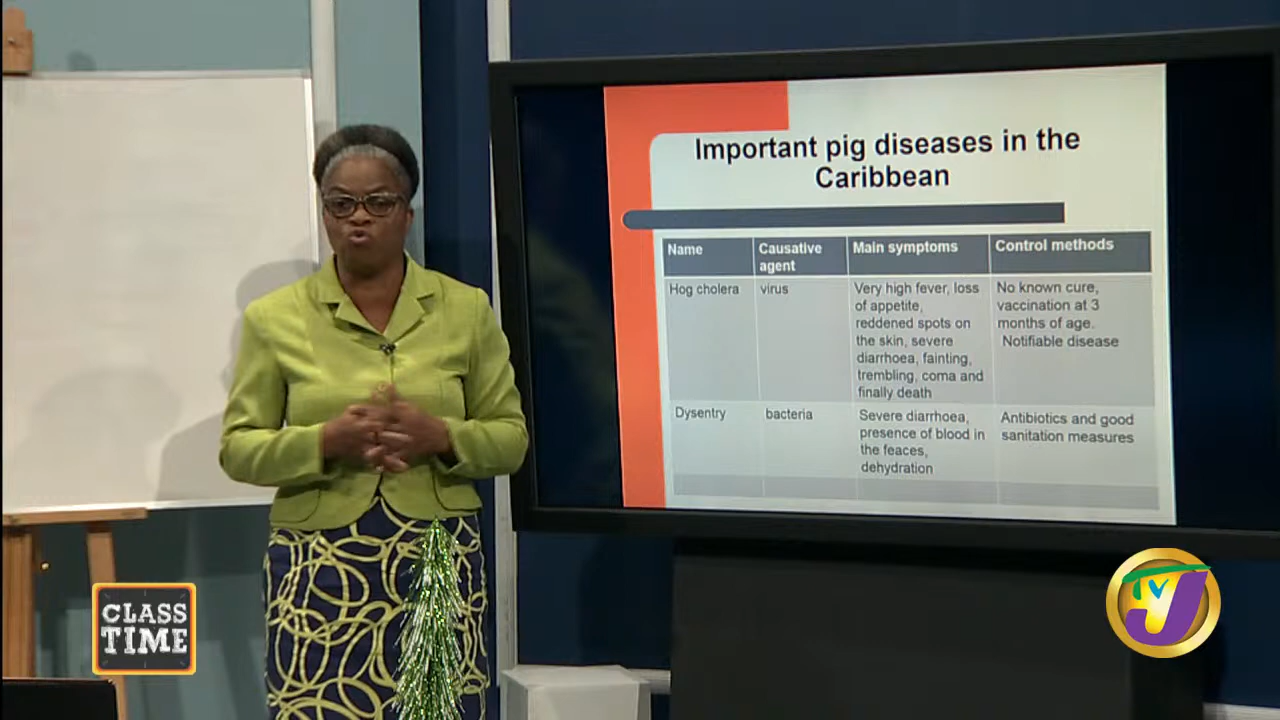 Important pig diseases in the
Caribbean
Name
Causative
agent
Main symptoms
Control methods
Hog cholera
virus
Very high fever, loss
of appetite,
reddened spots on
the skin, severe
diarrhoea, fainting,
trembling, coma and
finally death
No known cure,
vaccination at 3
months of age.
Notifiable disease
Dysentry
bacteria
Severe diarrhoea,
presence of blood in
the feaces,
dehydration
Antibiotics and good
sanitation measures
CLASS
TIME
TVJ